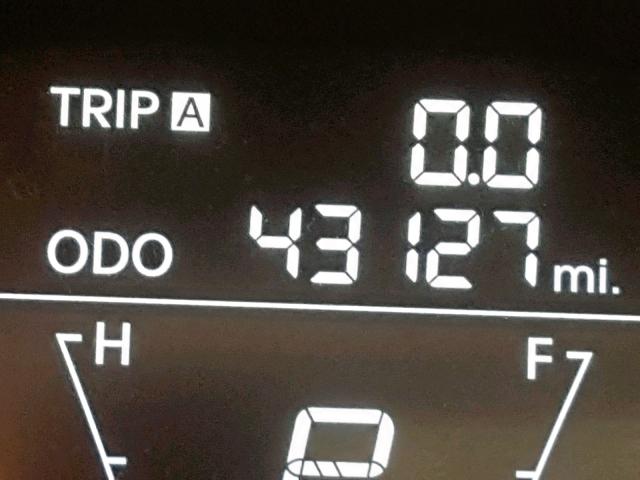 TRIP A 0.0
ODO 43127 mi.
H F
P